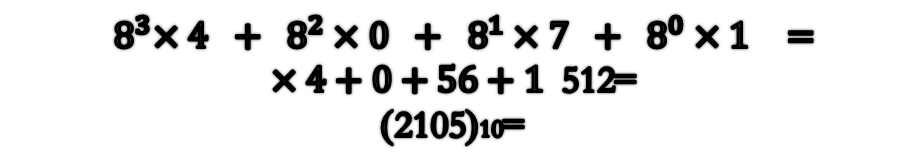 8³× 4 + 8²× 0 + 8¹× 7 + 8⁰× 1 =
× 4 + 0 + 56 + 1 512=
(2105)₁₀=